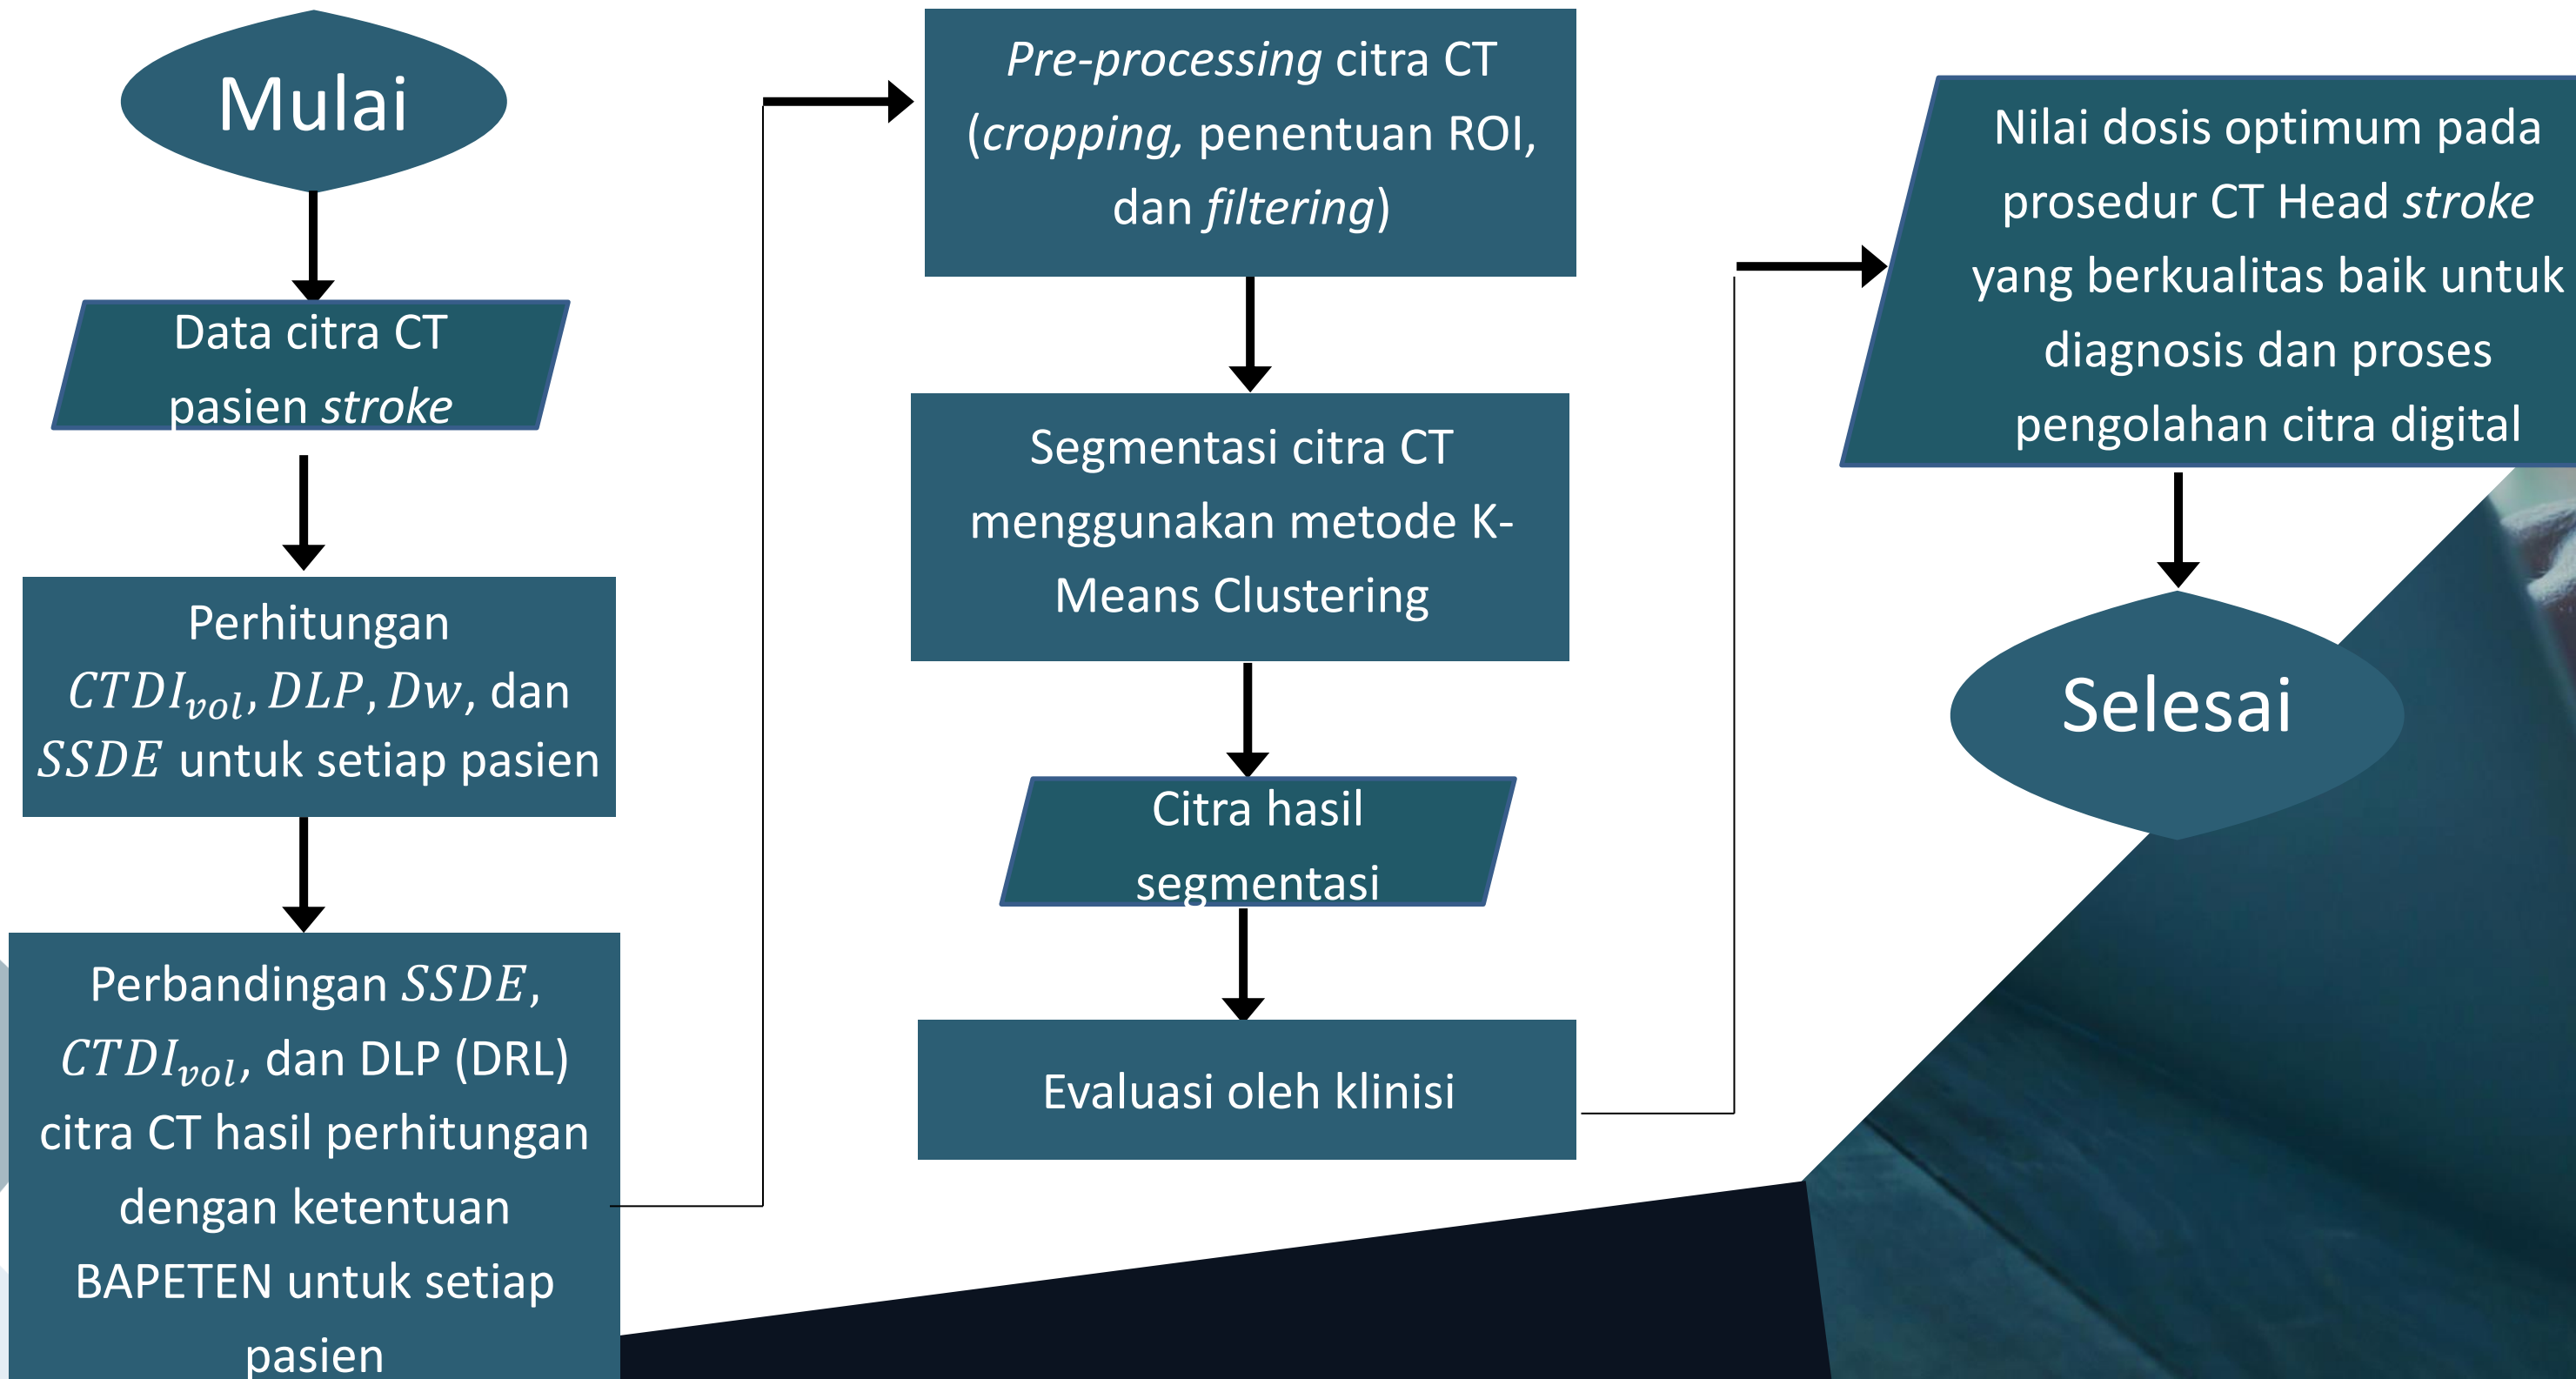 Mulai
Data citra CT
pasien stroke
Perhitungan
CTDIvol, DLP, Dw, dan
SSDE untuk setiap pasien
Perbandingan SSDE,
CTDIvol, dan DLP (DRL)
citra CT hasil perhitungan
dengan ketentuan
BAPETEN untuk setiap
pasien
Pre-processing citra CT
(cropping, penentuan ROI,
dan filtering)
Segmentasi citra CT
menggunakan metode K-
Means Clustering
Citra hasil
segmentasi
Evaluasi oleh klinisi
Nilai dosis optimum pada
prosedur CT Head stroke
yang berkualitas baik untuk
diagnosis dan proses
pengolahan citra digital
Selesai